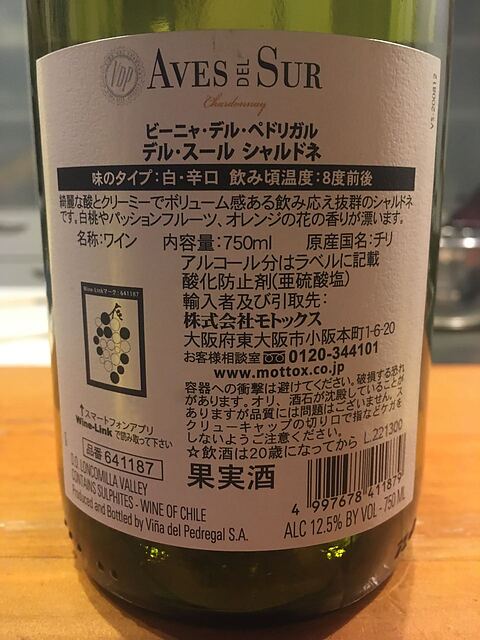 VDP
AVES DEL SUR
Chardonnay
ビーニャ・デル・ペドリガル
デル・スール シャルドネ
味のタイプ：白・辛口 飲み頃温度：8度前後
綺麗な酸とクリーミーでボリューム感ある飲み応え抜群のシャルドネ
です。白桃やパッションフルーツ、オレンジの花の香りが漂います。
名称：ワイン 内容量：750ml 原産国名：チリ
アルコール分はラベルに記載
酸化防止剤(亜硫酸塩)
輸入者及び引取先：
株式会社モトックス
大阪府東大阪市小阪本町1-6-20
お客様相談室 0120-344101
www.mottox.co.jp
容器への衝撃は避けてください。破損する恐れ
があります。オリ、酒石が沈殿していることが
ありますが品質には問題はございません。ス
クリューキャップの切り口で指などケガを
しないようご注意ください。
☆飲酒は20歳になってから L.221300
Wine-Linkマーク：641187
↑スマートフォンアプリ
Wine-Link で読み取って下さい
品番 641187
果実酒
D.O. LONCOMILLA VALLEY
CONTAINS SULPHITES - WINE OF CHILE
Produced and Bottled by Viña del Pedregal S.A.
4 997678 411879
ALC 12.5% BY VOL - 750 ML